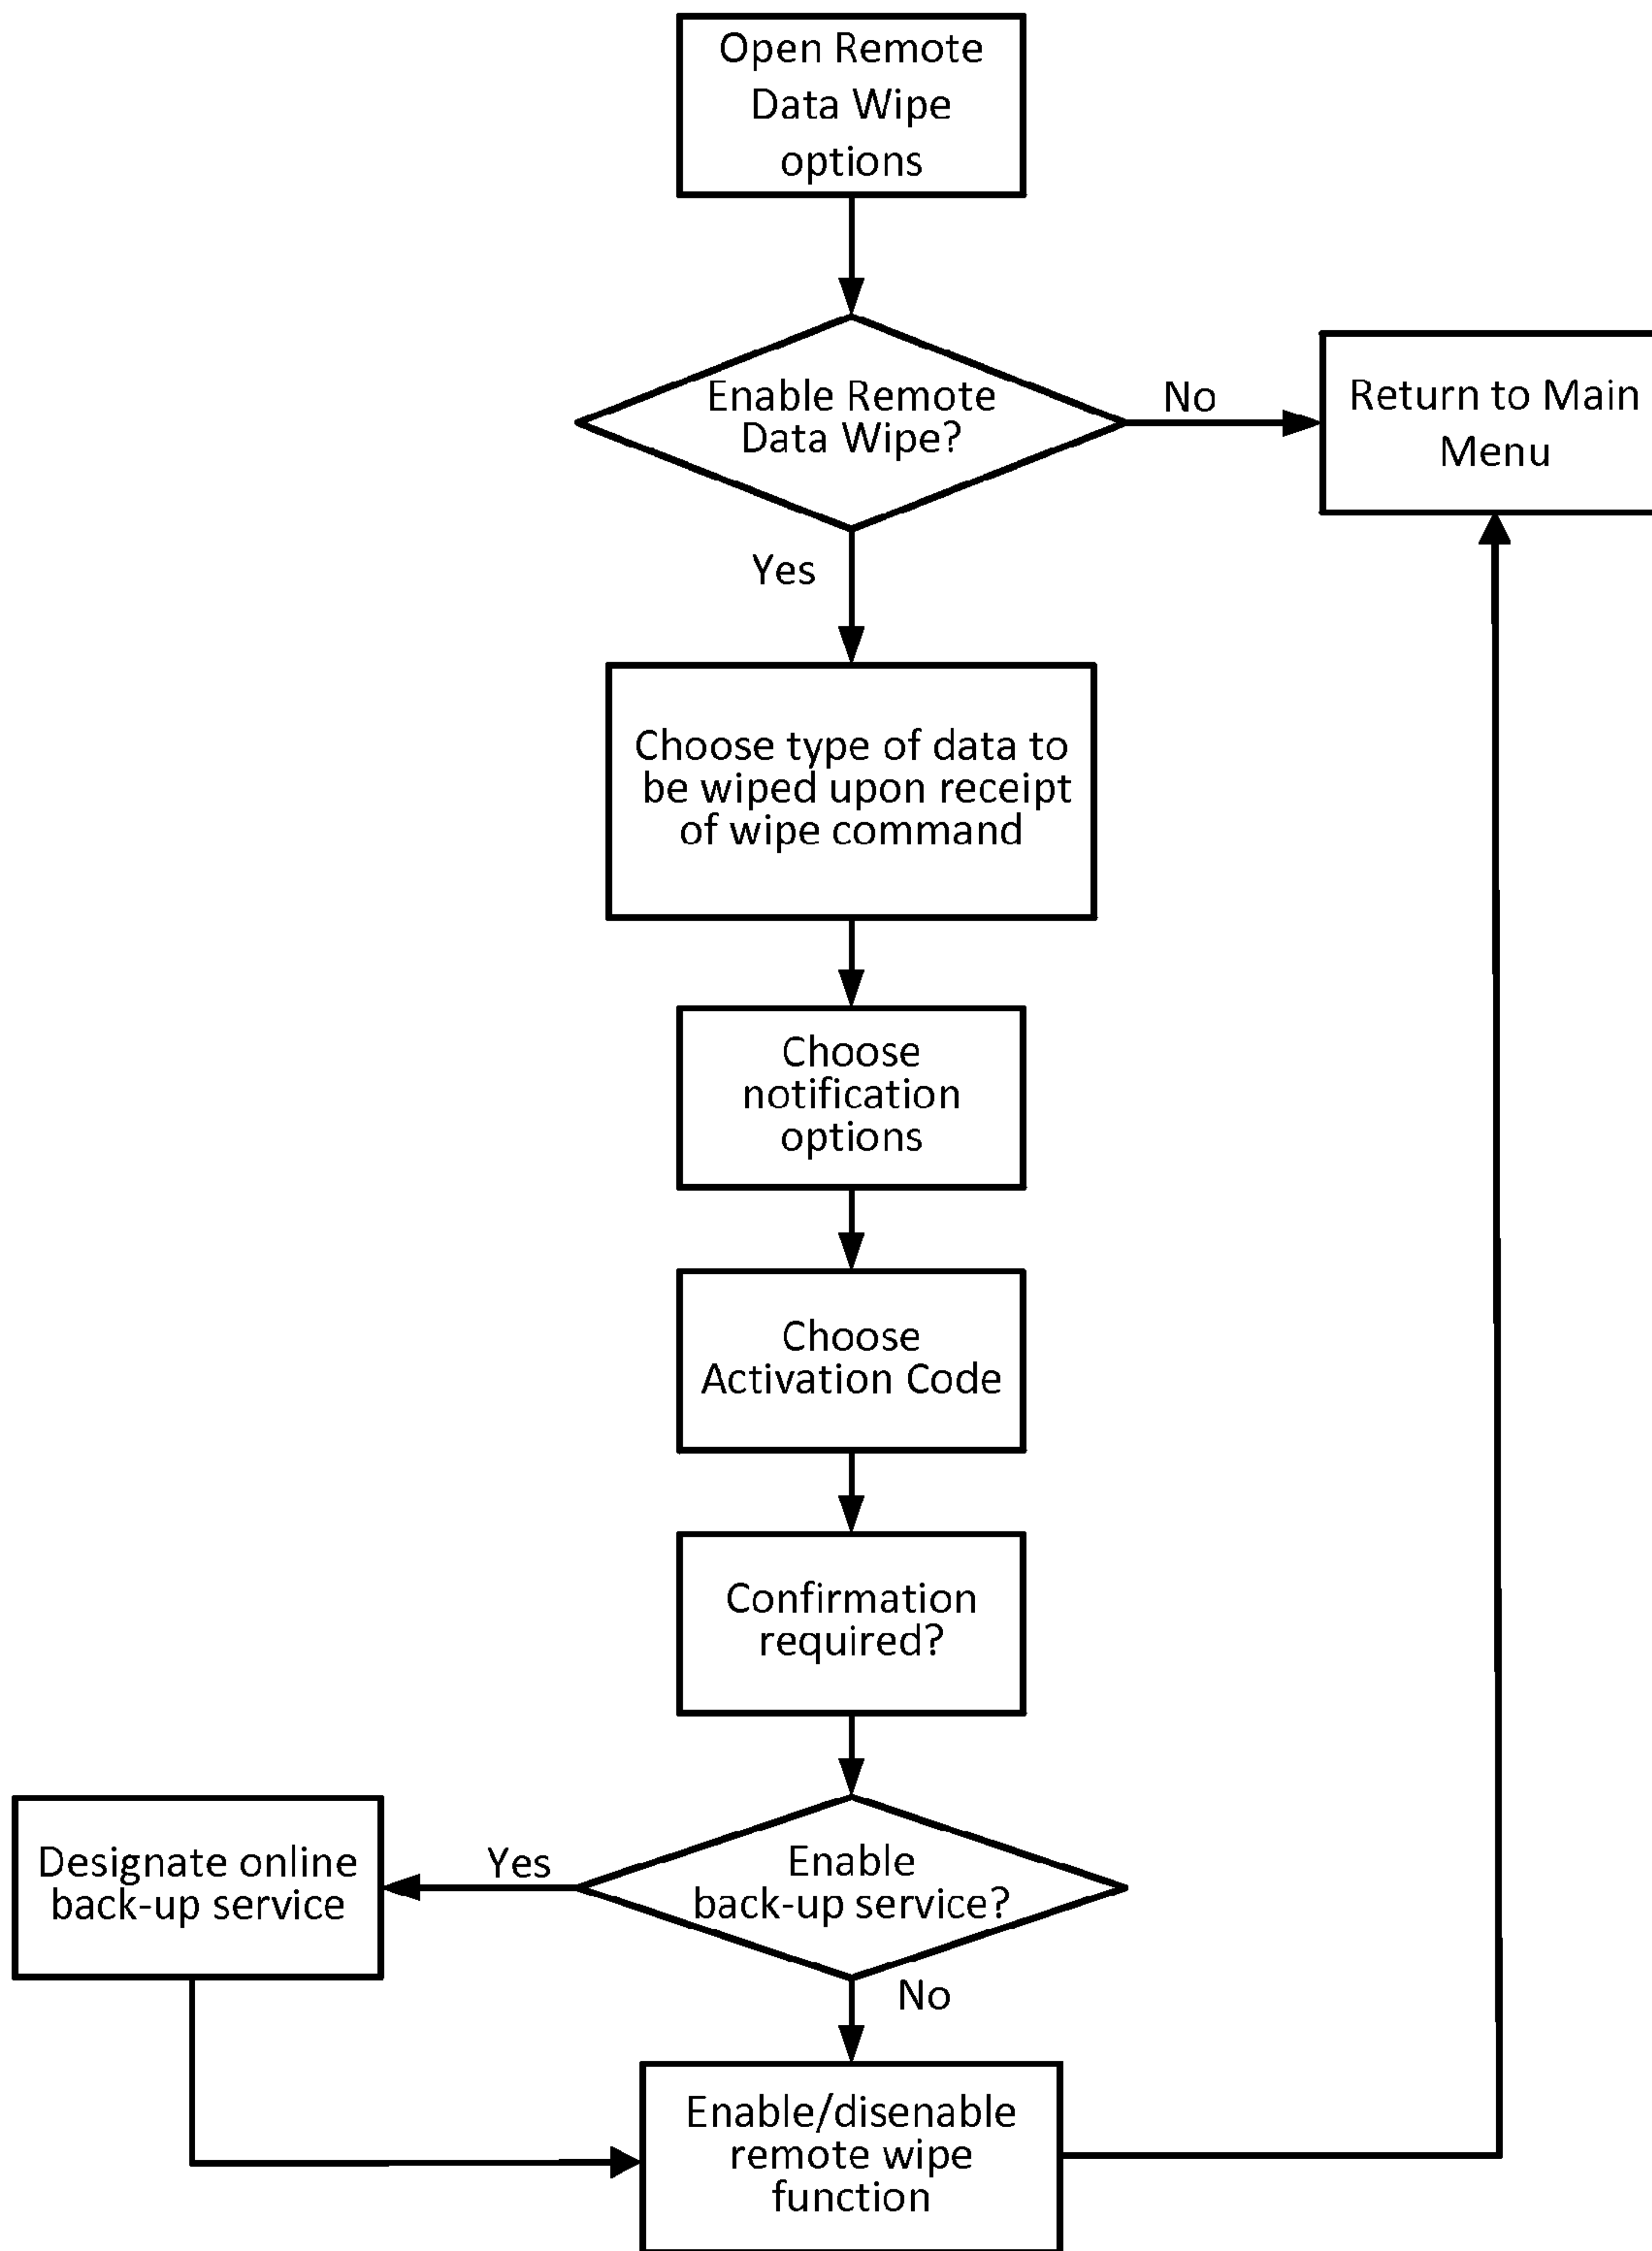 Open Remote
Data Wipe
options
Enable Remote
Data Wipe?
No
Return to Main
Menu
Yes
Choose type of data to
be wiped upon receipt
of wipe command
Choose
notification
options
Choose
Activation Code
Confirmation
required?
Designate online
back-up service
Yes
Enable
back-up service?
No
Enable/disenable
remote wipe
function